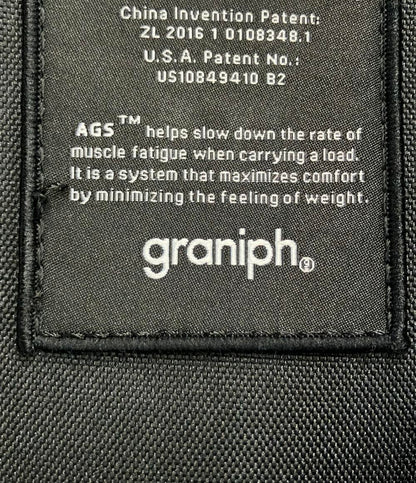 China Invention Patent:
ZL 2016 1 0108348.1
U.S.A. Patent No.:
US10849410 B2
AGS™ helps slow down the rate of
muscle fatigue when carrying a load.
It is a system that maximizes comfort
by minimizing the feeling of weight.
graniph